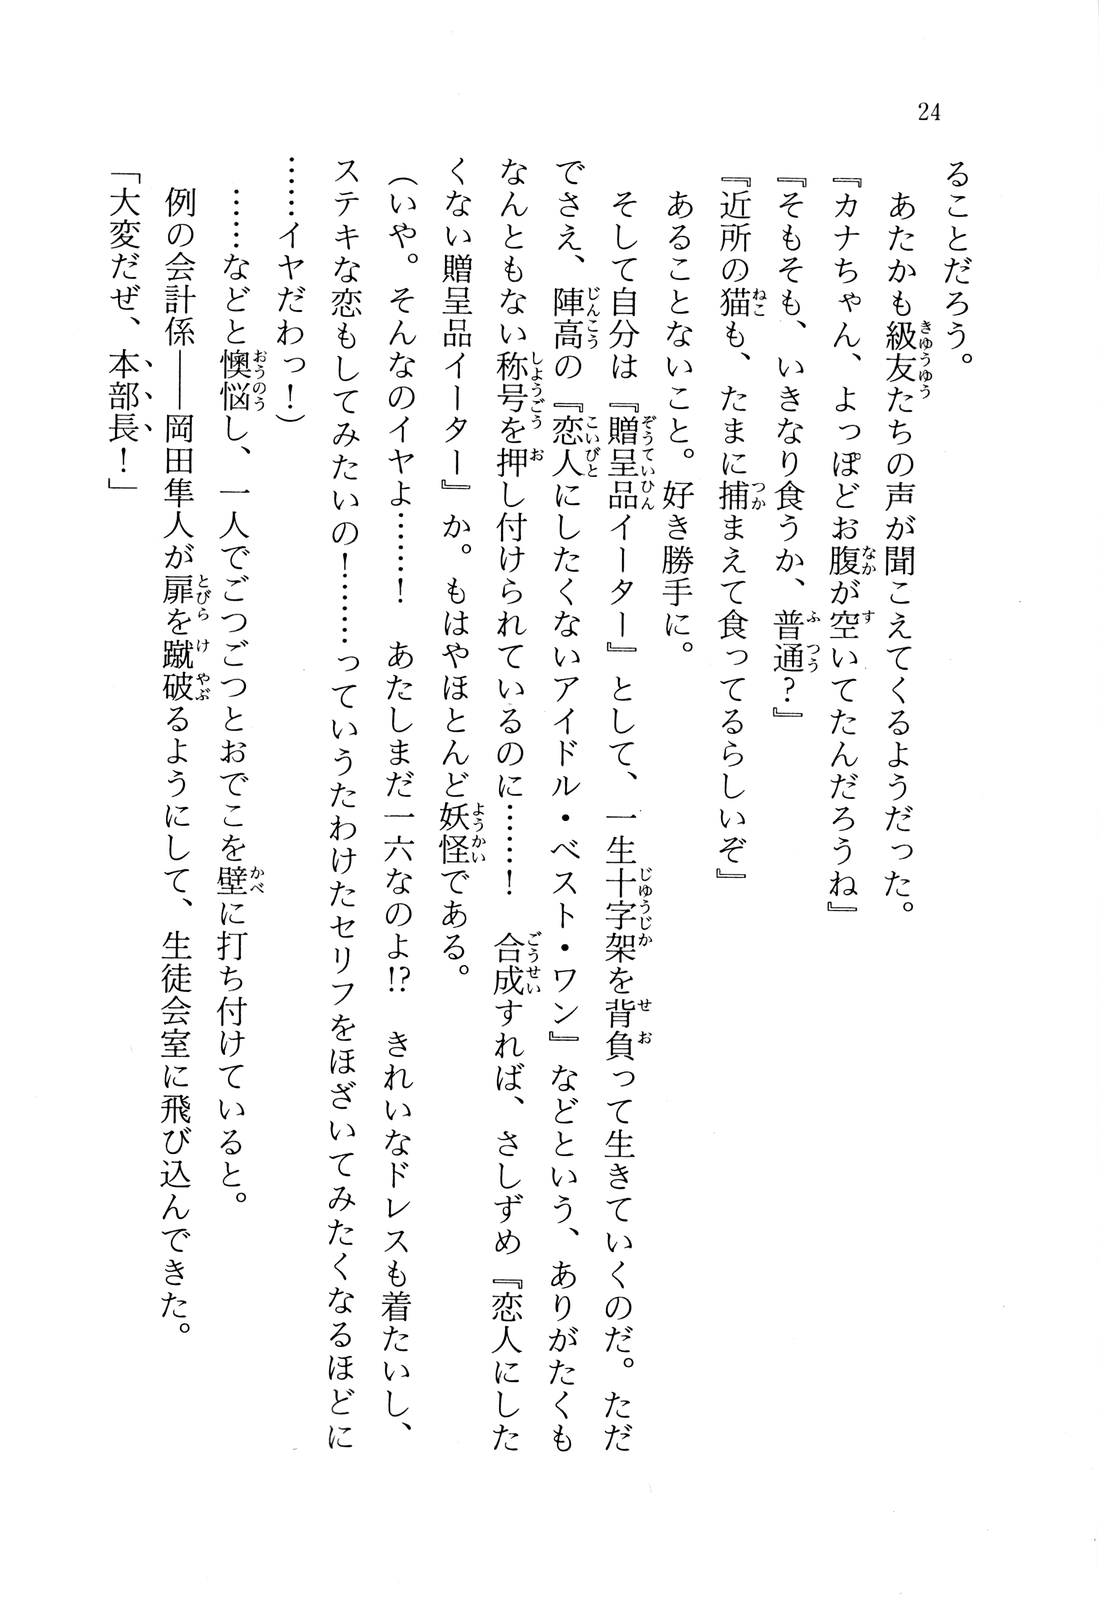 24
ることだろう。
　あたかも級友たちの声が聞こえてくるようだった。
『カナちゃん、よっぽどお腹が空いてたんだろうね』
『そもそも、いきなり食うか、普通？』
『近所の猫も、たまに捕まえて食ってるらしいぞ』
　あることないこと。好き勝手に。
　そして自分は『贈呈品イーター』として、一生十字架を背負って生きていくのだ。ただ
でさえ、陣高の『恋人にしたくないアイドル・ベスト・ワン』などという、ありがたくも
なんともない称号を押し付けられているのに……！　合成すれば、さしずめ『恋人にした
くない贈呈品イーター』か。もはやほとんど妖怪である。
（いや。そんなのイヤよ……！　あたしまだ一六なのよ!?　きれいなドレスも着たいし、
ステキな恋もしてみたいの！……っていうたわけたセリフをほざいてみたくなるほどに
……イヤだわっ！）
　……などと懊悩し、一人でごつごつとおでこを壁に打ち付けていると。
　例の会計係――岡田隼人が扉を蹴破るようにして、生徒会室に飛び込んできた。
「大変だぜ、本部長！」